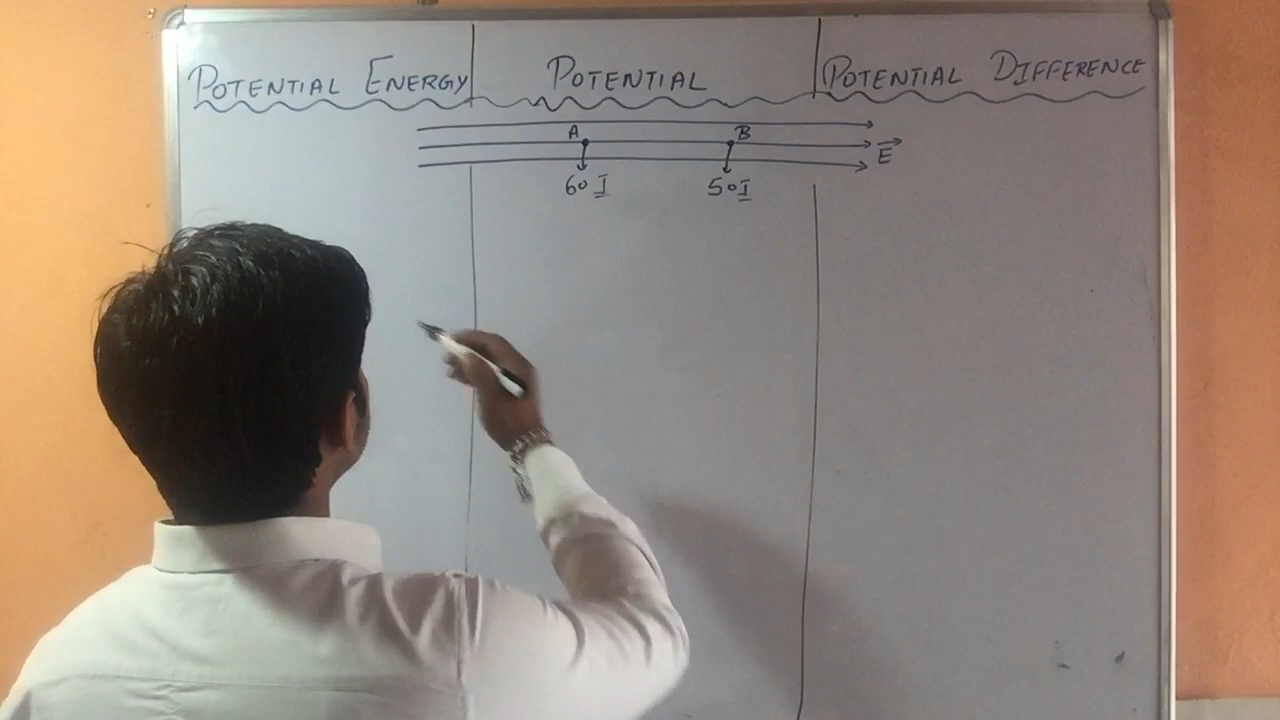 POTENTIAL ENERGY
POTENTIAL
POTENTIAL DIFFERENCE
A
B
E
60 J
50 J